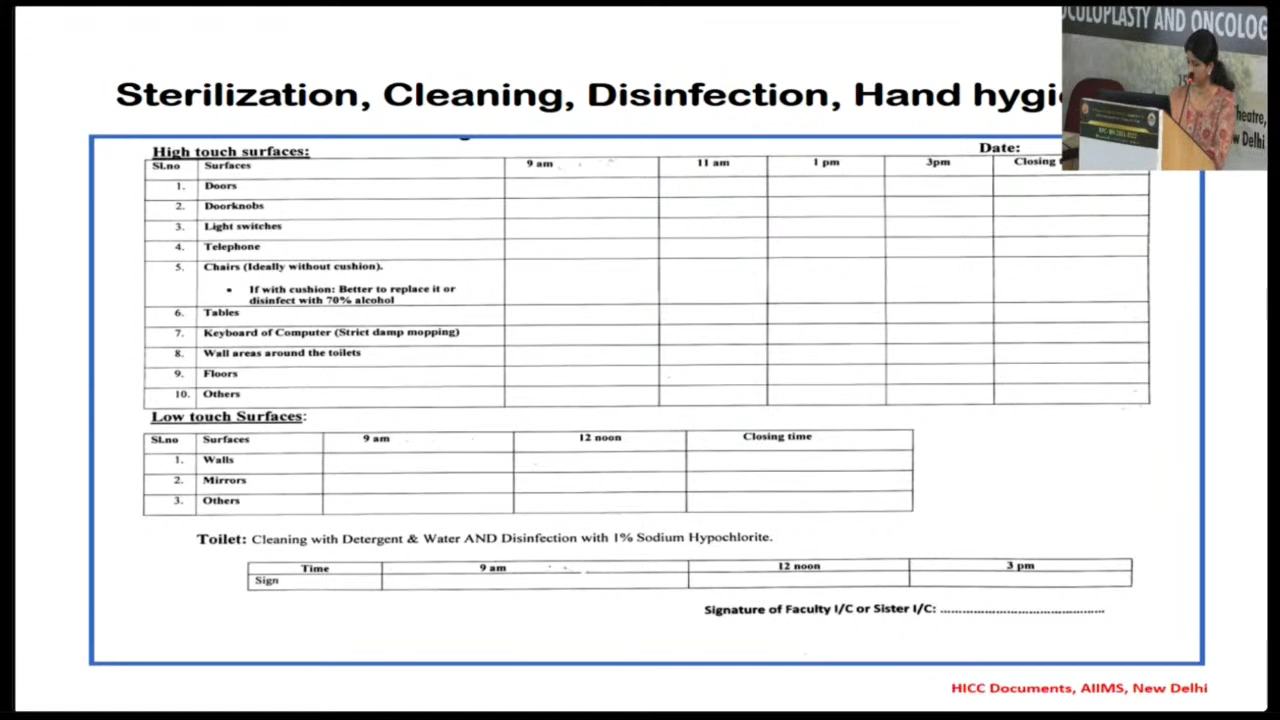 OCULOPLASTY AND ONCOLOG
Sterilization, Cleaning, Disinfection, Hand hygi
heatre,
w Delhi
High touch surfaces:
Date:
Sl.no Surfaces 9 am 11 am 1 pm 3pm Closing
1. Doors
2. Doorknobs
3. Light switches
4. Telephone
5. Chairs (Ideally without cushion).
• If with cushion: Better to replace it or
disinfect with 70% alcohol
6. Tables
7. Keyboard of Computer (Strict damp mopping)
8. Wall areas around the toilets
9. Floors
10. Others
Low touch Surfaces:
Sl.no Surfaces 9 am 12 noon Closing time
1. Walls
2. Mirrors
3. Others
Toilet: Cleaning with Detergent & Water AND Disinfection with 1% Sodium Hypochlorite.
Time 9 am 12 noon 3 pm
Sign
Signature of Faculty I/C or Sister I/C: ..........................................
HICC Documents, AIIMS, New Delhi